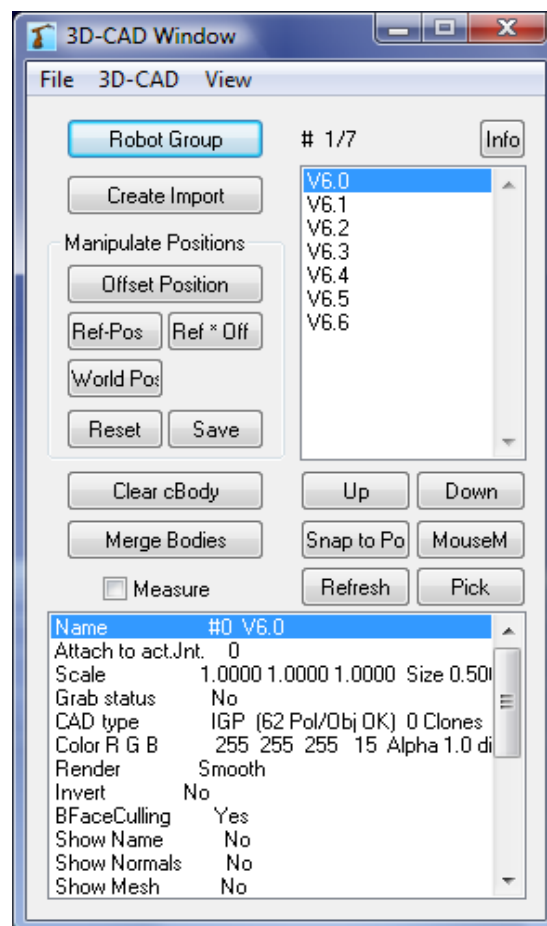 3D-CAD Window
File 3D-CAD View
Robot Group
# 1/7
Info
Create Import
V6.0
V6.1
V6.2
V6.3
V6.4
V6.5
V6.6
Manipulate Positions
Offset Position
Ref-Pos
Ref * Off
World Pos
Reset
Save
Clear cBody
Up
Down
Merge Bodies
Snap to Po
MouseM
Measure
Refresh
Pick
Name #0 V6.0
Attach to act.Jnt. 0
Scale 1.0000 1.0000 1.0000 Size 0.500
Grab status No
CAD type IGP (62 Pol/Obj OK) 0 Clones
Color R G B 255 255 255 15 Alpha 1.0 di
Render Smooth
Invert No
BFaceCulling Yes
Show Name No
Show Normals No
Show Mesh No